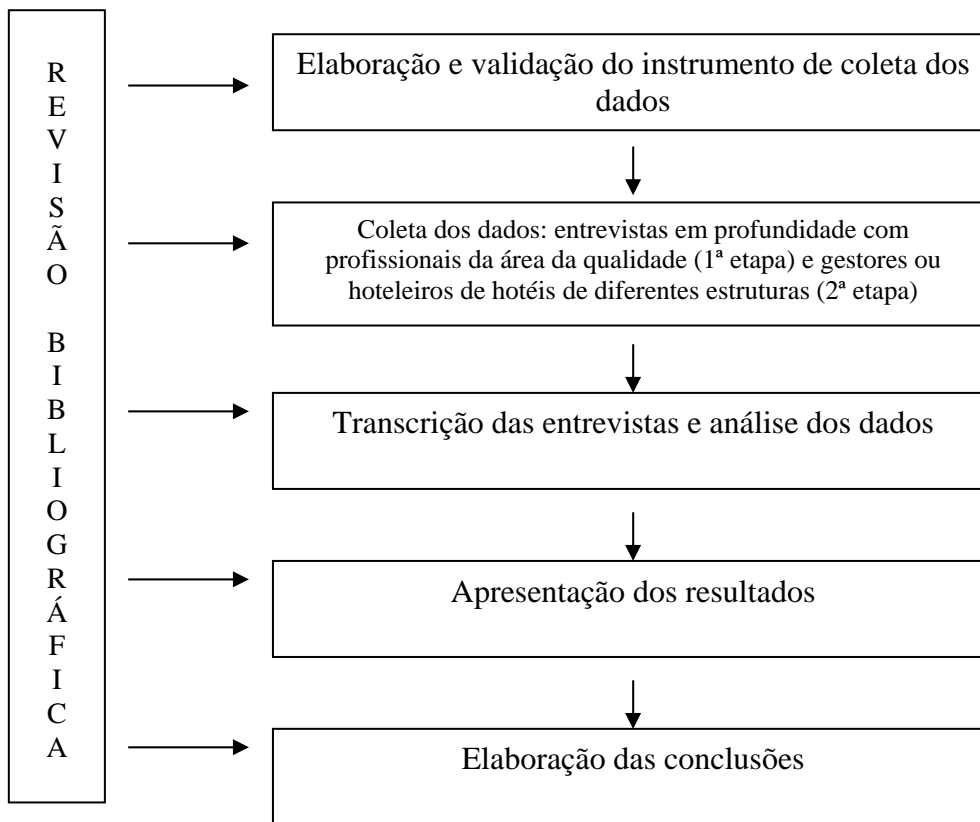 REVISÃO BIBLIOGRÁFICA
Elaboração e validação do instrumento de coleta dos
dados
Coleta dos dados: entrevistas em profundidade com
profissionais da área da qualidade (1ª etapa) e gestores ou
hoteleiros de hotéis de diferentes estruturas (2ª etapa)
Transcrição das entrevistas e análise dos dados
Apresentação dos resultados
Elaboração das conclusões